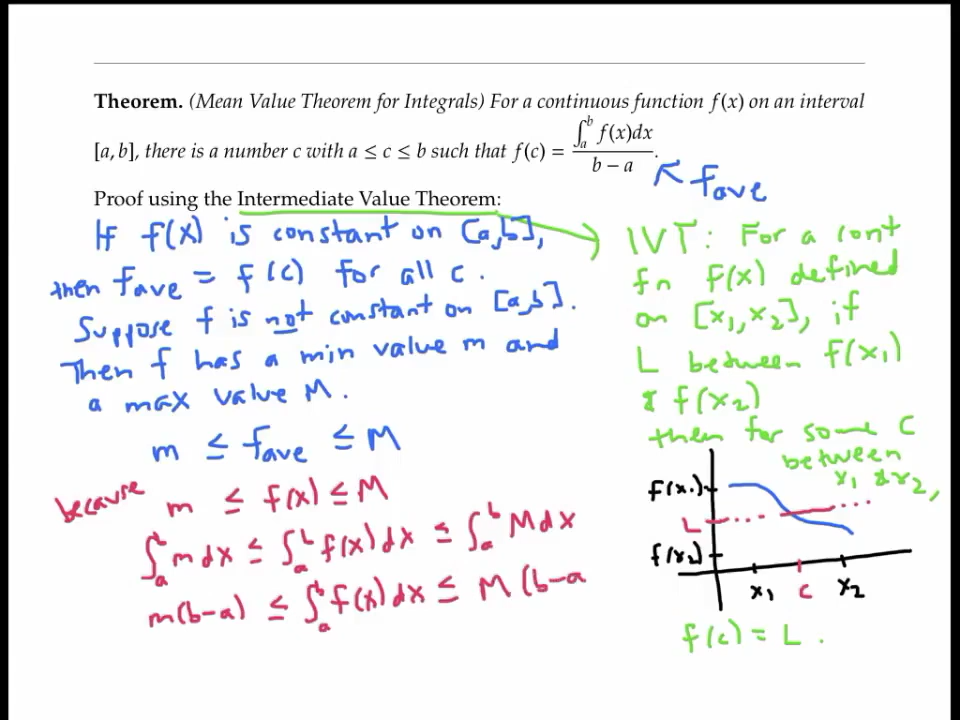 Theorem. (Mean Value Theorem for Integrals) For a continuous function f(x) on an interval
[a, b], there is a number c with a ≤ c ≤ b such that f(c) = ∫_a^b f(x)dx / (b − a).
↖ fave
Proof using the Intermediate Value Theorem:
If f(x) is constant on [a,b],
then fave = f(c) for all c.
Suppose f is not constant on [a,b].
Then f has a min value m and
a max value M.
m ≤ fave ≤ M
because m ≤ f(x) ≤ M
∫_a^b m dx ≤ ∫_a^b f(x) dx ≤ ∫_a^b M dx
m(b-a) ≤ ∫_a^b f(x) dx ≤ M (b-a
IVT: For a cont
fn f(x) defined
on [x1,x2], if
L between f(x1)
& f(x2)
then for some c
between
x1 & x2,
f(x1)
L
f(x2)
x1 c x2
f(c) = L .